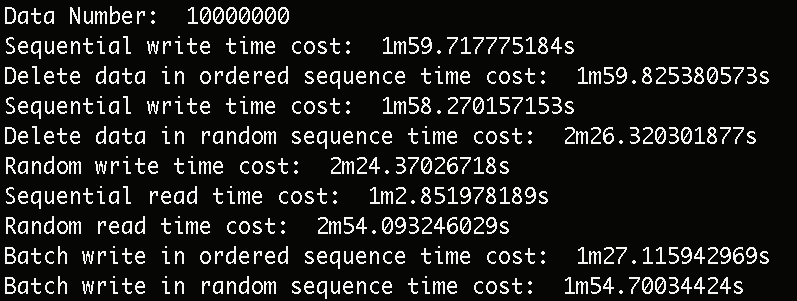 Data Number:  10000000
Sequential write time cost:  1m59.717775184s
Delete data in ordered sequence time cost:  1m59.825380573s
Sequential write time cost:  1m58.270157153s
Delete data in random sequence time cost:  2m26.320301877s
Random write time cost:  2m24.37026718s
Sequential read time cost:  1m2.851978189s
Random read time cost:  2m54.093246029s
Batch write in ordered sequence time cost:  1m27.115942969s
Batch write in random sequence time cost:  1m54.70034424s